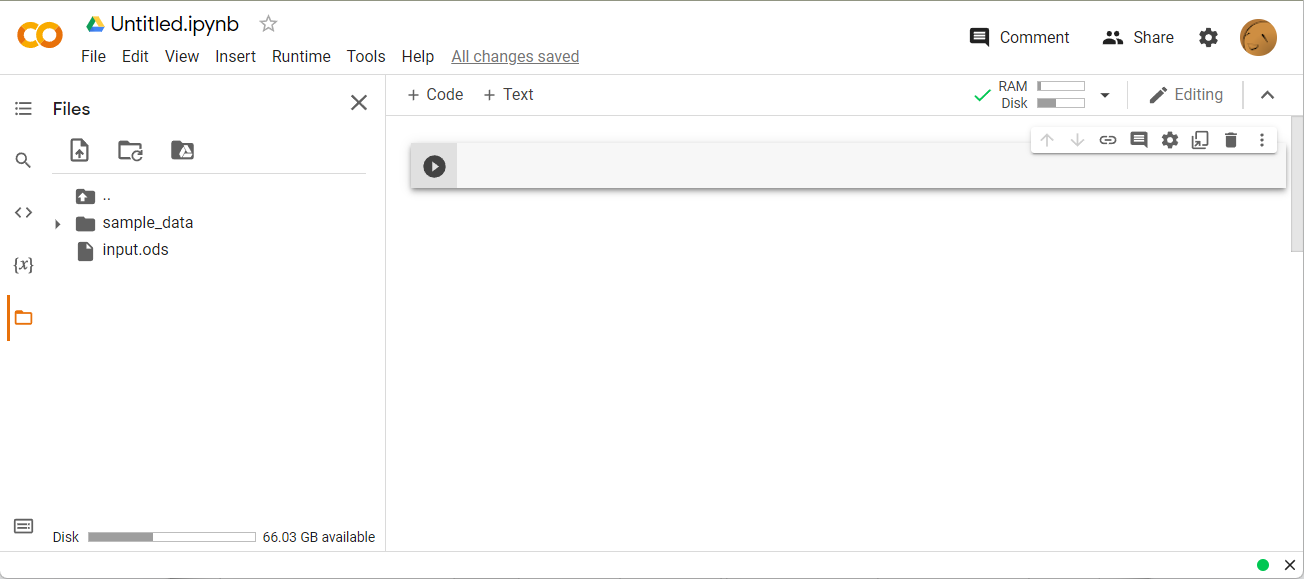 Untitled.ipynb
File Edit View Insert Runtime Tools Help All changes saved
Comment Share
Files
+ Code + Text
RAM
Disk
Editing
..
sample_data
input.ods
{x}
Disk 66.03 GB available